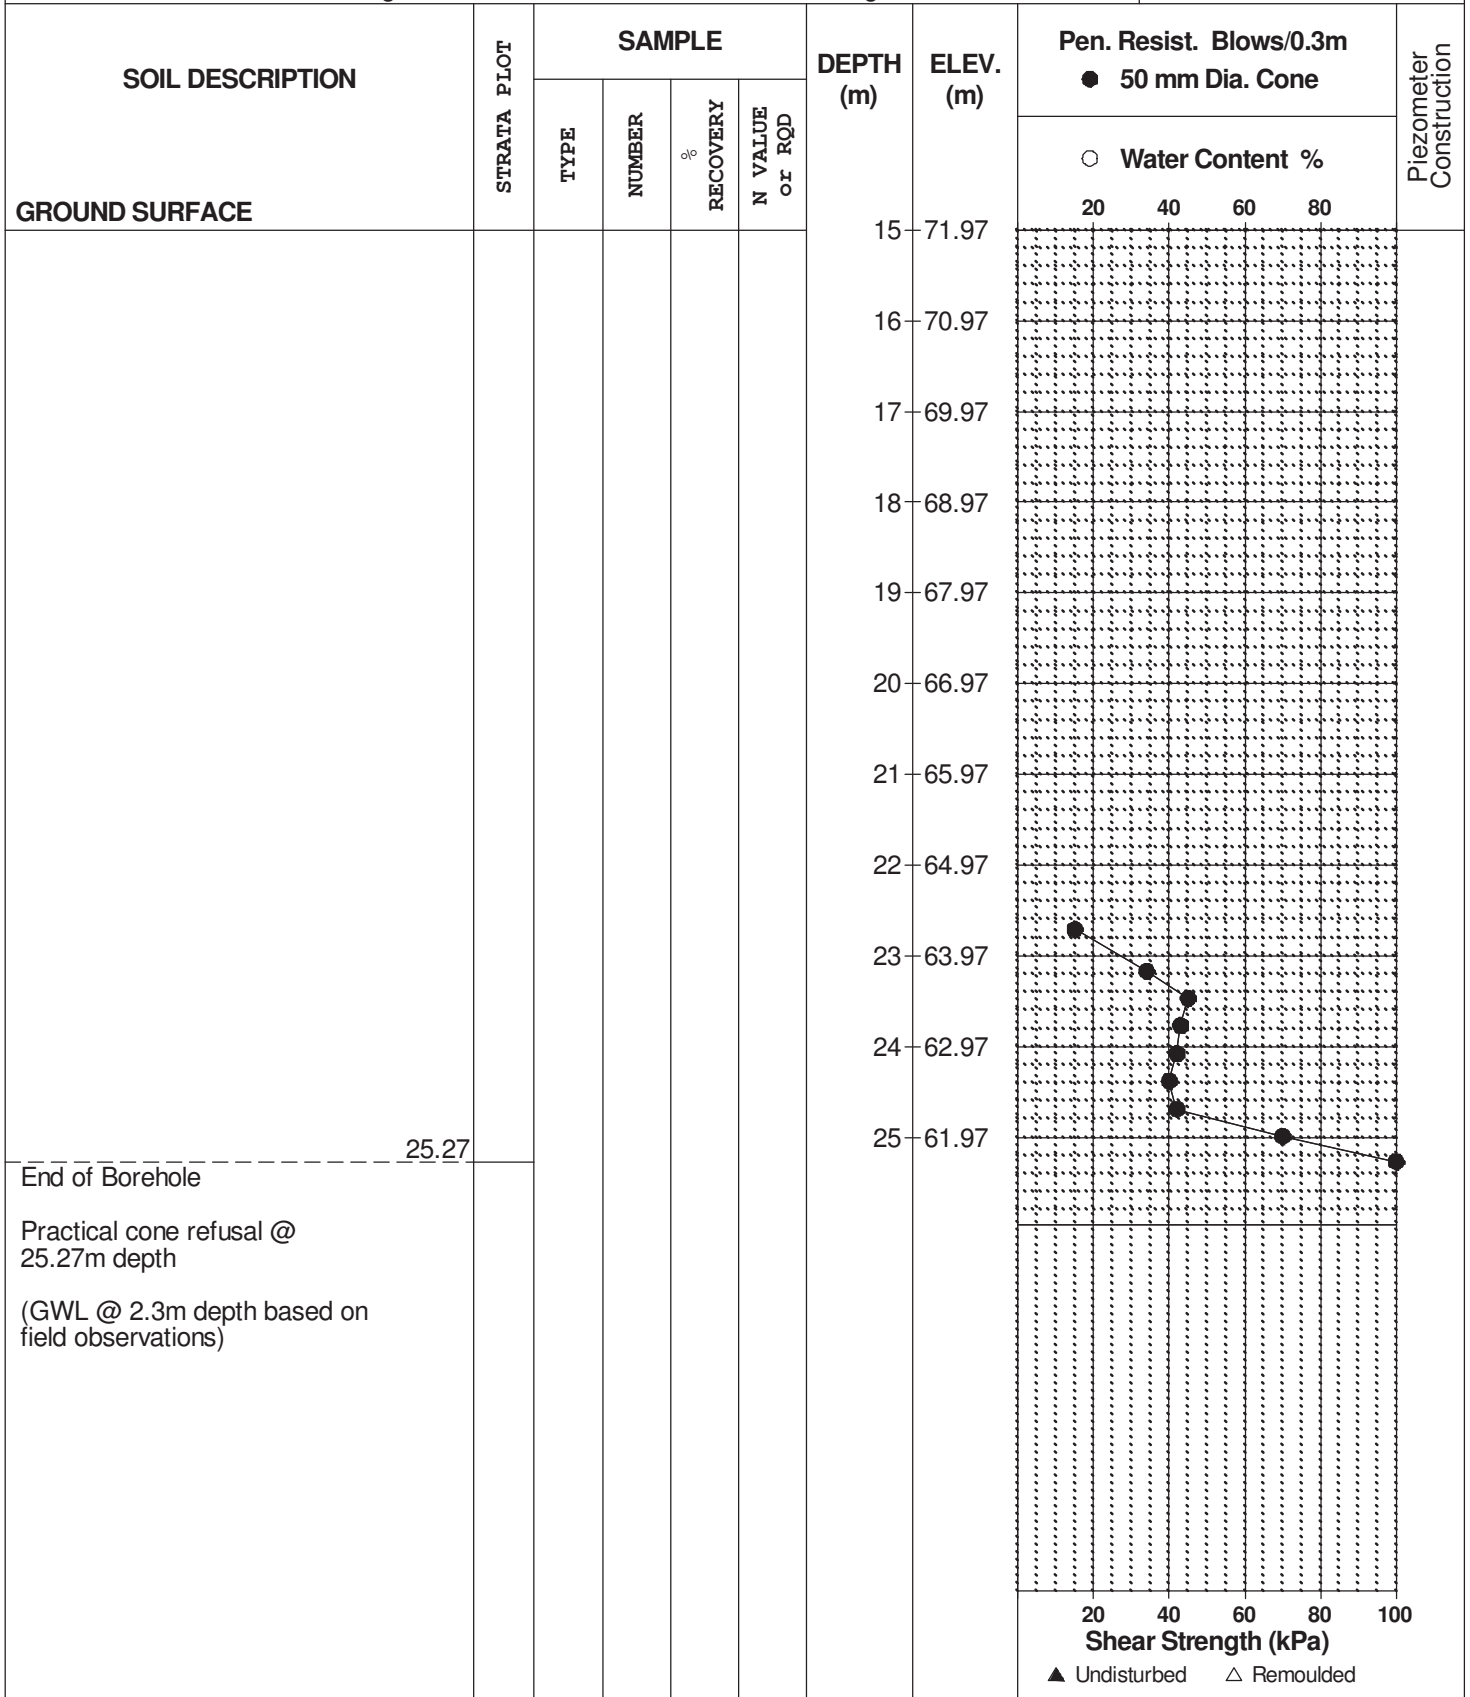 SOIL DESCRIPTION
GROUND SURFACE
STRATA PLOT
SAMPLE
TYPE
NUMBER
%
RECOVERY
N VALUE
or RQD
DEPTH
(m)
ELEV.
(m)
Pen. Resist. Blows/0.3m
● 50 mm Dia. Cone
○ Water Content %
20 40 60 80
Piezometer
Construction
15 71.97
16 70.97
17 69.97
18 68.97
19 67.97
20 66.97
21 65.97
22 64.97
23 63.97
24 62.97
25 61.97
25.27
End of Borehole
Practical cone refusal @
25.27m depth
(GWL @ 2.3m depth based on
field observations)
20 40 60 80 100
Shear Strength (kPa)
▲ Undisturbed △ Remoulded